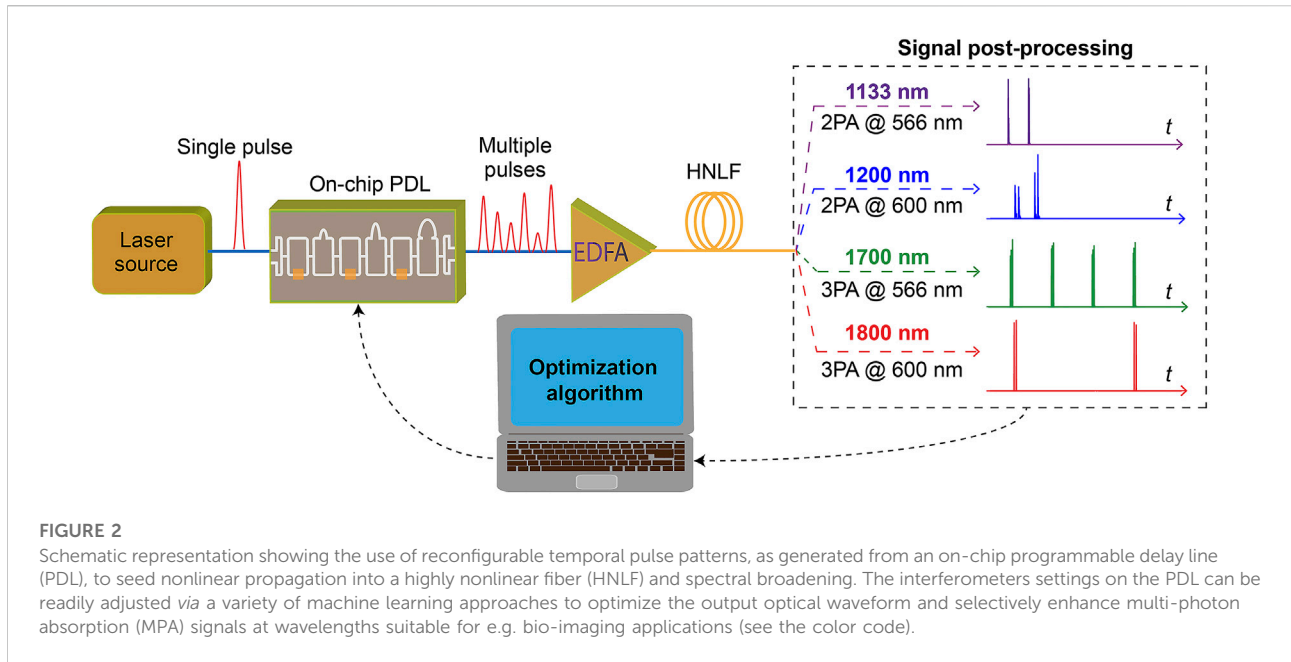 Signal post-processing
1133 nm
2PA @ 566 nm
t
1200 nm
2PA @ 600 nm
t
1700 nm
3PA @ 566 nm
t
1800 nm
3PA @ 600 nm
t
Single pulse
Laser
source
On-chip PDL
Multiple
pulses
EDFA
HNLF
Optimization
algorithm
FIGURE 2
Schematic representation showing the use of reconfigurable temporal pulse patterns, as generated from an on-chip programmable delay line
(PDL), to seed nonlinear propagation into a highly nonlinear fiber (HNLF) and spectral broadening. The interferometers settings on the PDL can be
readily adjusted via a variety of machine learning approaches to optimize the output optical waveform and selectively enhance multi-photon
absorption (MPA) signals at wavelengths suitable for e.g. bio-imaging applications (see the color code).